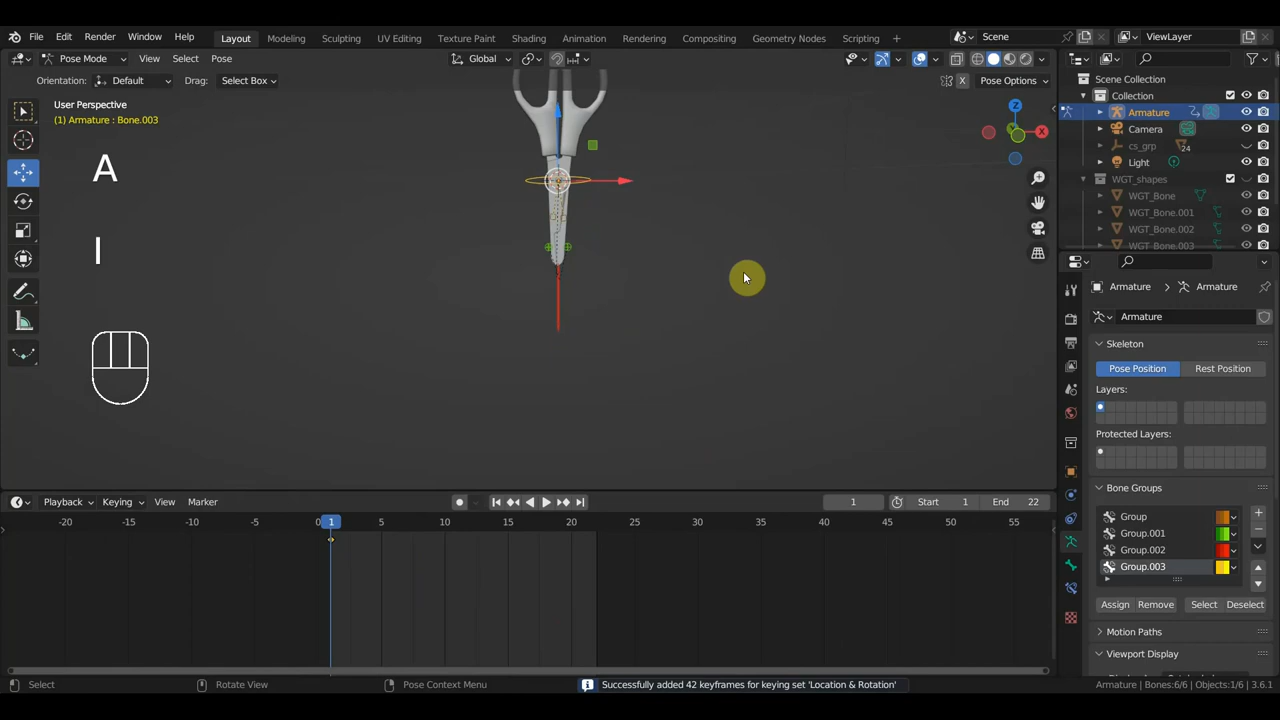 File Edit Render Window Help Layout Modeling Sculpting UV Editing Texture Paint Shading Animation Rendering Compositing Geometry Nodes Scripting + Scene ViewLayer
Pose Mode View Select Pose Global
Orientation: Default Drag: Select Box X Pose Options
User Perspective
(1) Armature : Bone.003
A
I
Z
X
Scene Collection
Collection
Armature
Camera
cs_grp 24
Light
WGT_shapes
WGT_Bone
WGT_Bone.001
WGT_Bone.002
WGT_Bone.003
Armature > Armature
Armature
Skeleton
Pose Position Rest Position
Layers:
Protected Layers:
Bone Groups
Group
Group.001
Group.002
Group.003
Assign Remove Select Deselect
Motion Paths
Viewport Display
Playback Keying View Marker 1 Start 1 End 22
-20 -15 -10 -5 0 1 5 10 15 20 25 30 35 40 45 50 55
Select Rotate View Pose Context Menu Successfully added 42 keyframes for keying set 'Location & Rotation' Armature | Bones:6/6 | Objects:1/6 | 3.6.1